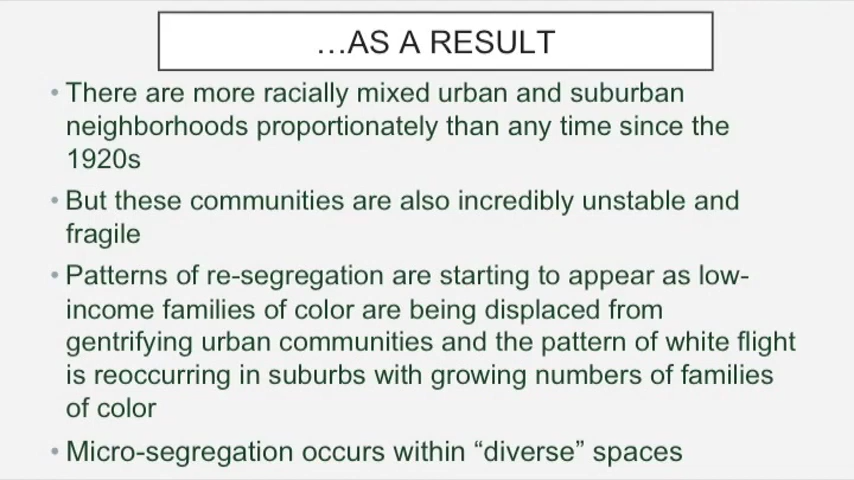 ...AS A RESULT
• There are more racially mixed urban and suburban
neighborhoods proportionately than any time since the
1920s
• But these communities are also incredibly unstable and
fragile
• Patterns of re-segregation are starting to appear as low-
income families of color are being displaced from
gentrifying urban communities and the pattern of white flight
is reoccurring in suburbs with growing numbers of families
of color
• Micro-segregation occurs within “diverse” spaces